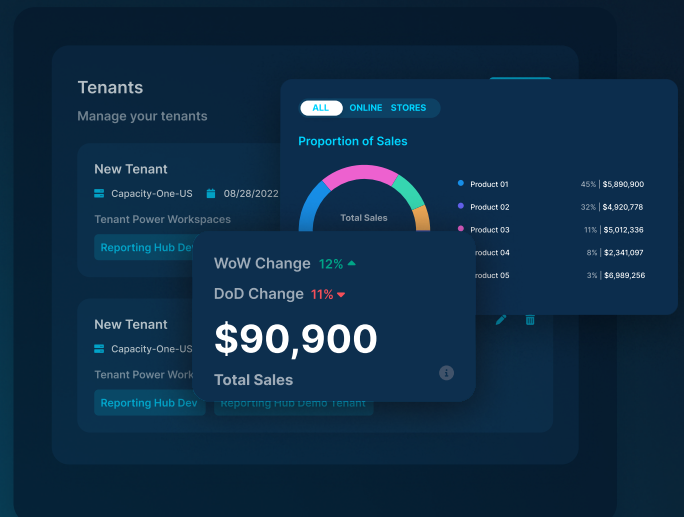 Tenants
Manage your tenants
New Tenant
Capacity-One-US 08/28/2022
Tenant Power Workspaces
Reporting Hub De
ALL ONLINE STORES
Proportion of Sales
Total Sales
Product 01 45% | $5,890,900
Product 02 32% | $4,920,778
Product 03 11% | $5,012,336
roduct 04 8% | $2,341,097
roduct 05 3% | $6,989,256
WoW Change 12%
DoD Change 11%
$90,900
Total Sales
New Tenant
Capacity-One-US
Tenant Power Work
Reporting Hub Dev Reporting Hub Demo Tenant